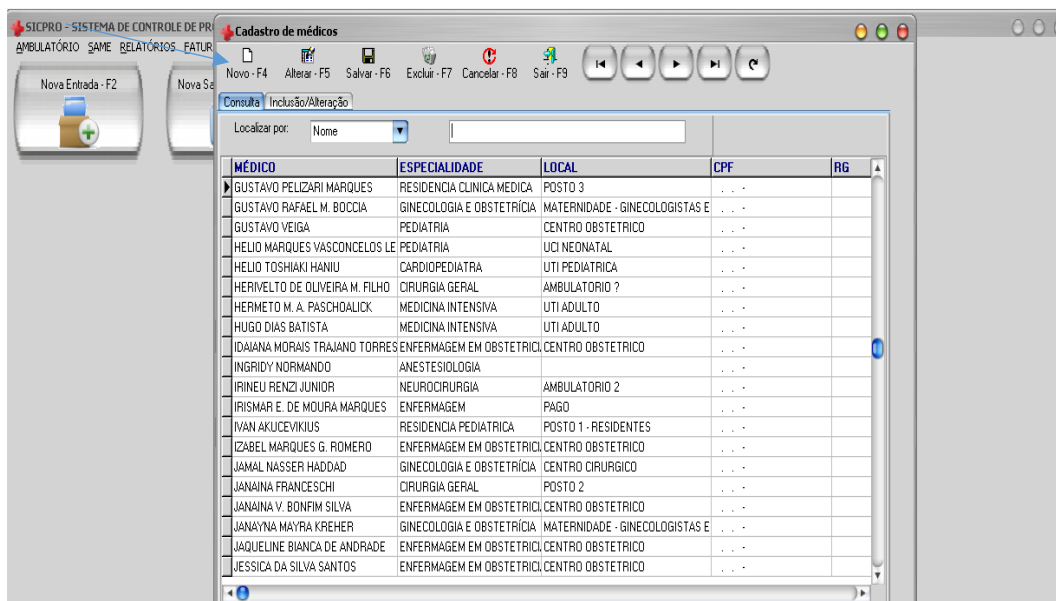 SICPRO - SISTEMA DE CONTROLE DE PR
Cadastro de médicos
AMBULATÓRIO SAME RELATÓRIOS FATUR
Novo - F4 Alterar - F5 Salvar - F6 Excluir - F7 Cancelar - F8 Sair - F9
Nova Entrada - F2 Nova Sa
Consulta Inclusão/Alteração
Localizar por: Nome
MÉDICO ESPECIALIDADE LOCAL CPF RG
GUSTAVO PELIZARI MARQUES RESIDENCIA CLINICA MEDICA POSTO 3 . . -
GUSTAVO RAFAEL M. BOCCIA GINECOLOGIA E OBSTETRÍCIA MATERNIDADE - GINECOLOGISTAS E . . -
GUSTAVO VEIGA PEDIATRIA CENTRO OBSTETRICO . . -
HELIO MARQUES VASCONCELOS LE PEDIATRIA UCI NEONATAL . . -
HELIO TOSHIAKI HANIU CARDIOPEDIATRA UTI PEDIATRICA . . -
HERIVELTO DE OLIVEIRA M. FILHO CIRURGIA GERAL AMBULATORIO ? . . -
HERMETO M. A. PASCHOALICK MEDICINA INTENSIVA UTI ADULTO . . -
HUGO DIAS BATISTA MEDICINA INTENSIVA UTI ADULTO . . -
IDAIANA MORAIS TRAJANO TORRES ENFERMAGEM EM OBSTETRICI CENTRO OBSTETRICO . . -
INGRIDY NORMANDO ANESTESIOLOGIA . . -
IRINEU RENZI JUNIOR NEUROCIRURGIA AMBULATORIO 2 . . -
IRISMAR E. DE MOURA MARQUES ENFERMAGEM PAGO . . -
IVAN AKUCEVIKIUS RESIDENCIA PEDIATRICA POSTO 1 - RESIDENTES . . -
IZABEL MARQUES G. ROMERO ENFERMAGEM EM OBSTETRICI CENTRO OBSTETRICO . . -
JAMAL NASSER HADDAD GINECOLOGIA E OBSTETRÍCIA CENTRO CIRURGICO . . -
JANAINA FRANCESCHI CIRURGIA GERAL POSTO 2 . . -
JANAINA V. BONFIM SILVA ENFERMAGEM EM OBSTETRICI CENTRO OBSTETRICO . . -
JANAYNA MAYRA KREHER GINECOLOGIA E OBSTETRÍCIA MATERNIDADE - GINECOLOGISTAS E . . -
JAQUELINE BIANCA DE ANDRADE ENFERMAGEM EM OBSTETRICI CENTRO OBSTETRICO . . -
JESSICA DA SILVA SANTOS ENFERMAGEM EM OBSTETRICI CENTRO OBSTETRICO . . -